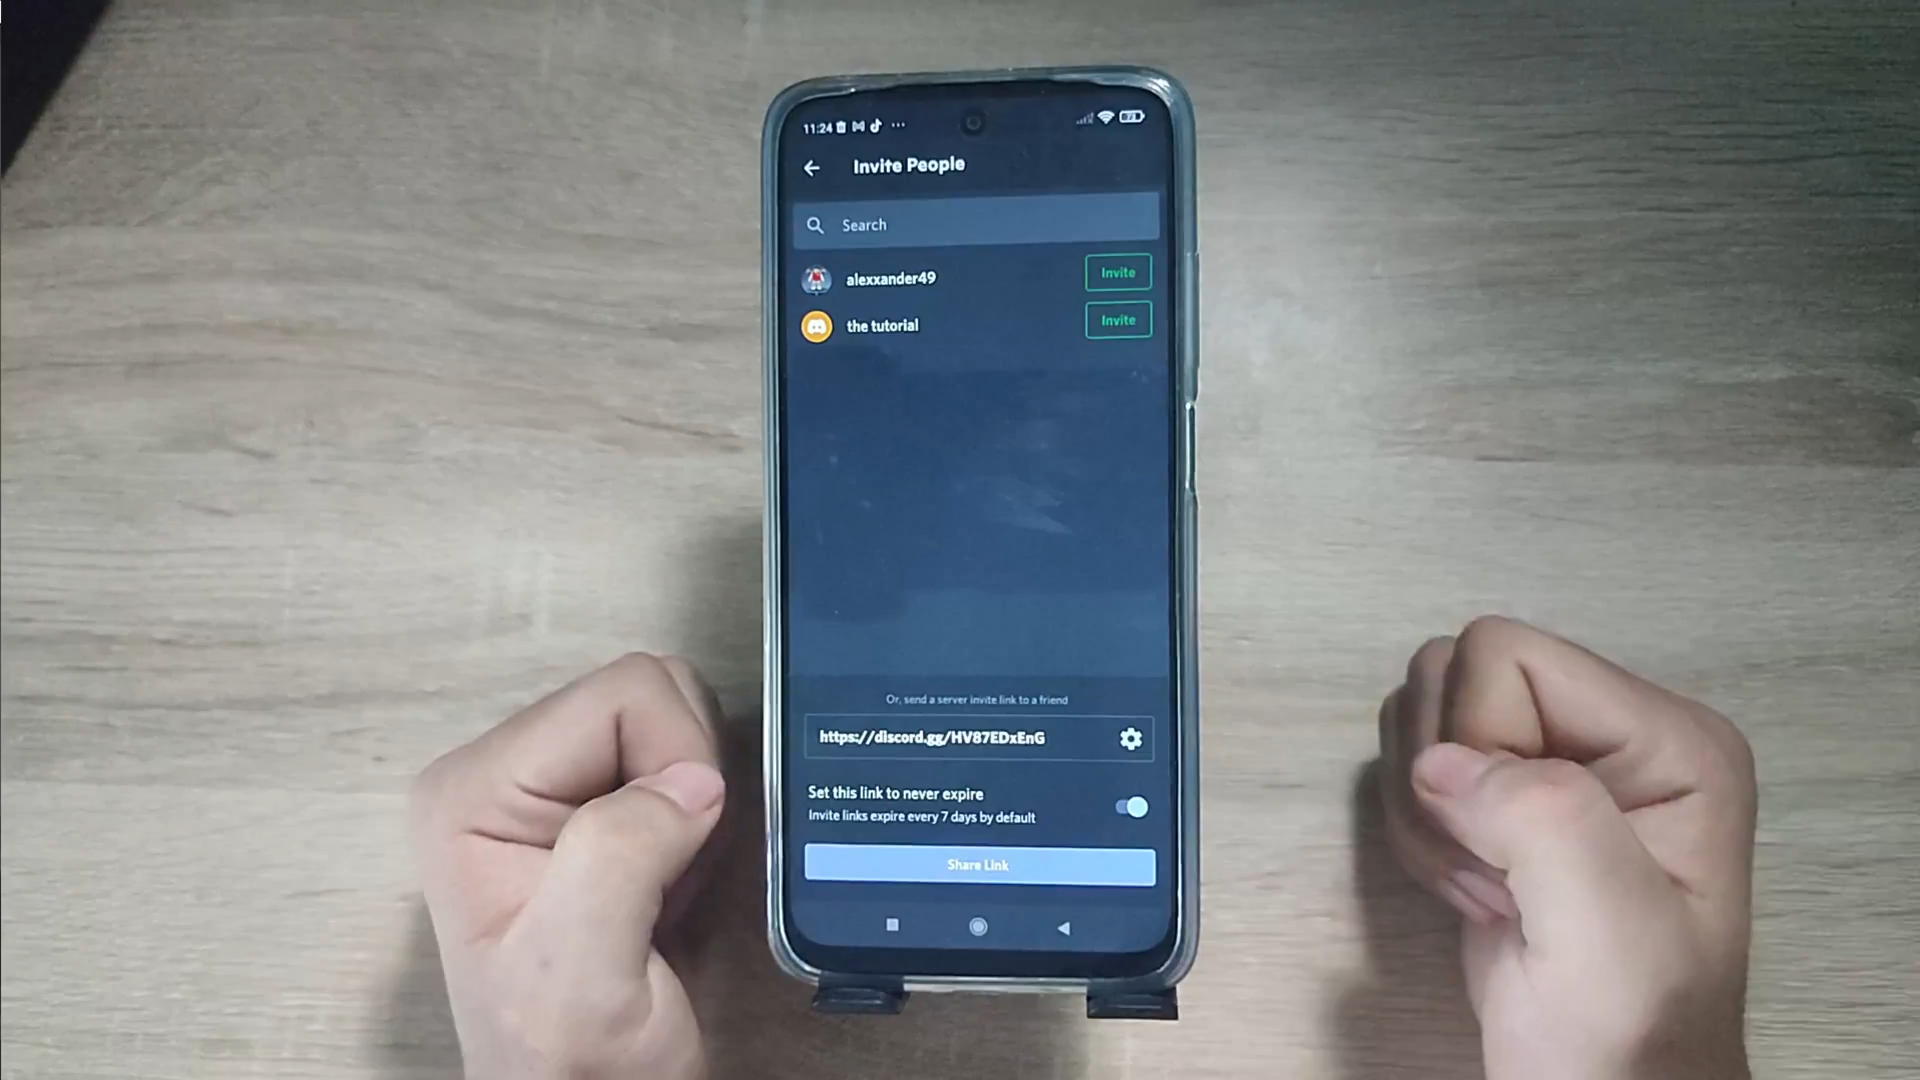 11:24
Invite People
Search
alexxander49
Invite
the tutorial
Invite
Or, send a server invite link to a friend
https://discord.gg/HV87EDxEnG
Set this link to never expire
Invite links expire every 7 days by default
Share Link